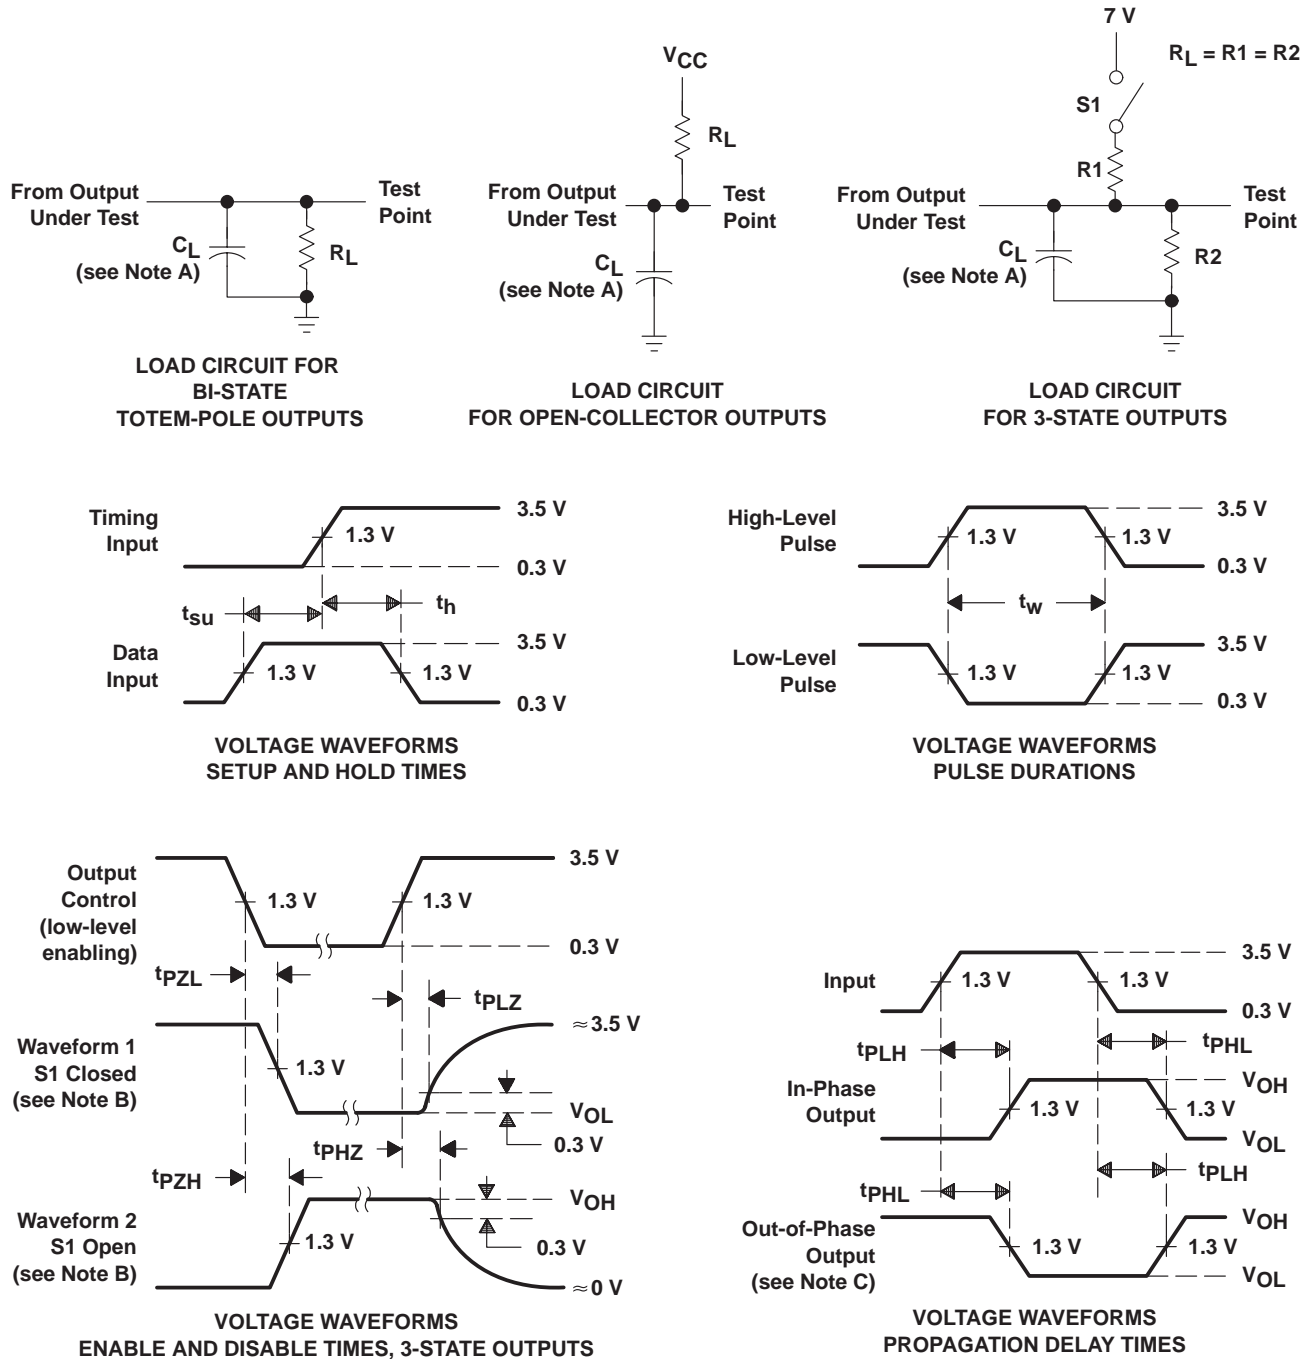 From Output
Under Test
CL
(see Note A)
RL
Test
Point
LOAD CIRCUIT FOR
BI-STATE
TOTEM-POLE OUTPUTS
VCC
RL
From Output
Under Test
Test
Point
CL
(see Note A)
LOAD CIRCUIT
FOR OPEN-COLLECTOR OUTPUTS
7 V
RL = R1 = R2
S1
R1
From Output
Under Test
Test
Point
CL
(see Note A)
R2
LOAD CIRCUIT
FOR 3-STATE OUTPUTS
Timing
Input
3.5 V
1.3 V
0.3 V
tsu
th
Data
Input
3.5 V
1.3 V
1.3 V
0.3 V
VOLTAGE WAVEFORMS
SETUP AND HOLD TIMES
High-Level
Pulse
3.5 V
1.3 V
1.3 V
0.3 V
tw
Low-Level
Pulse
3.5 V
1.3 V
1.3 V
0.3 V
VOLTAGE WAVEFORMS
PULSE DURATIONS
Output
Control
(low-level
enabling)
3.5 V
1.3 V
1.3 V
0.3 V
tPZL
tPLZ
Waveform 1
S1 Closed
(see Note B)
≈3.5 V
1.3 V
VOL
0.3 V
tPHZ
tPZH
Waveform 2
S1 Open
(see Note B)
VOH
1.3 V
0.3 V
≈0 V
VOLTAGE WAVEFORMS
ENABLE AND DISABLE TIMES, 3-STATE OUTPUTS
Input
3.5 V
1.3 V
1.3 V
0.3 V
tPLH
tPHL
In-Phase
Output
VOH
1.3 V
1.3 V
VOL
tPHL
tPLH
Out-of-Phase
Output
(see Note C)
VOH
1.3 V
1.3 V
VOL
VOLTAGE WAVEFORMS
PROPAGATION DELAY TIMES